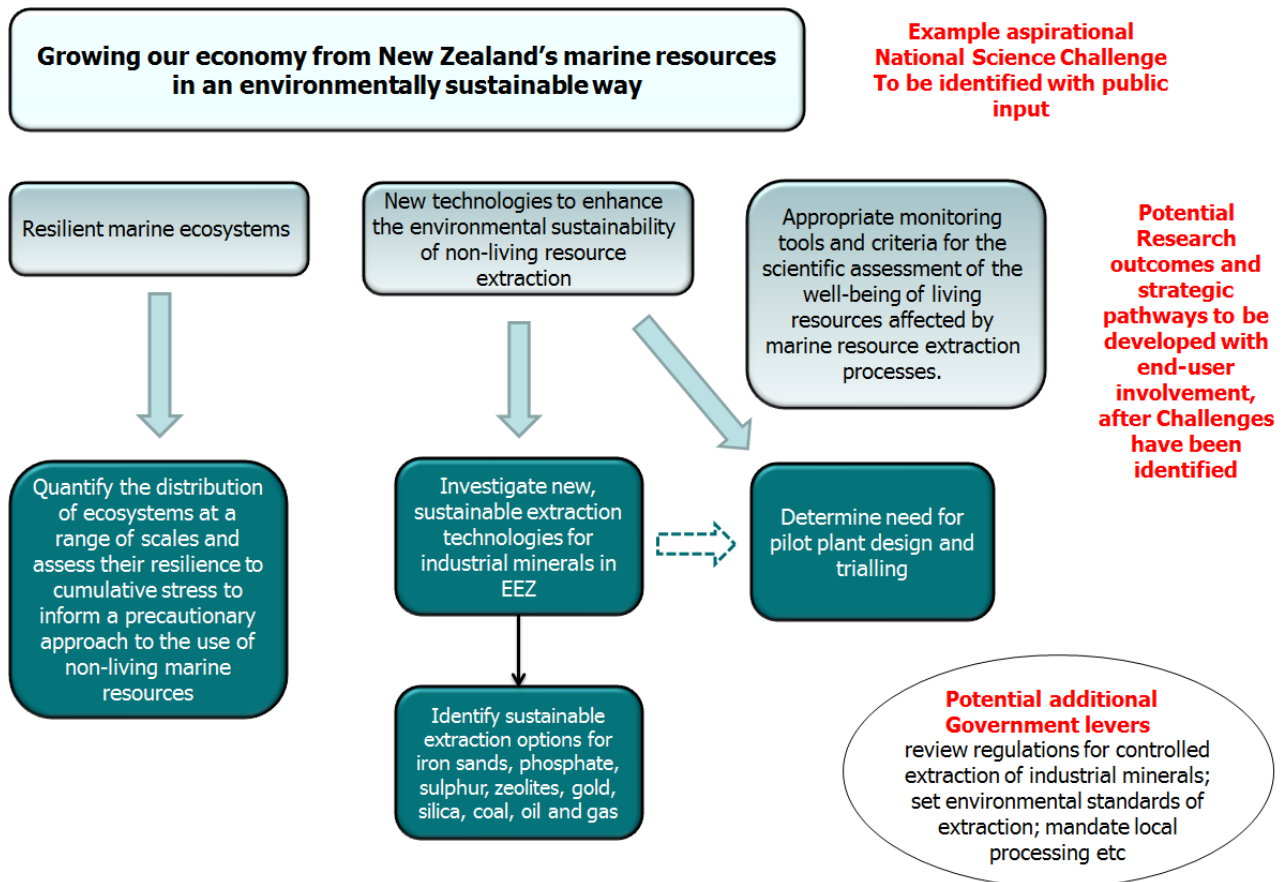 Growing our economy from New Zealand's marine resources
in an environmentally sustainable way
Example aspirational
National Science Challenge
To be identified with public
input
Resilient marine ecosystems
New technologies to enhance
the environmental sustainability
of non-living resource
extraction
Appropriate monitoring
tools and criteria for the
scientific assessment of the
well-being of living
resources affected by
marine resource extraction
processes.
Potential
Research
outcomes and
strategic
pathways to be
developed with
end-user
involvement,
after Challenges
have been
identified
Quantify the distribution
of ecosystems at a
range of scales and
assess their resilience to
cumulative stress to
inform a precautionary
approach to the use of
non-living marine
resources
Investigate new,
sustainable extraction
technologies for
industrial minerals in
EEZ
Determine need for
pilot plant design and
trialling
Identify sustainable
extraction options for
iron sands, phosphate,
sulphur, zeolites, gold,
silica, coal, oil and gas
Potential additional
Government levers
review regulations for controlled
extraction of industrial minerals;
set environmental standards of
extraction; mandate local
processing etc